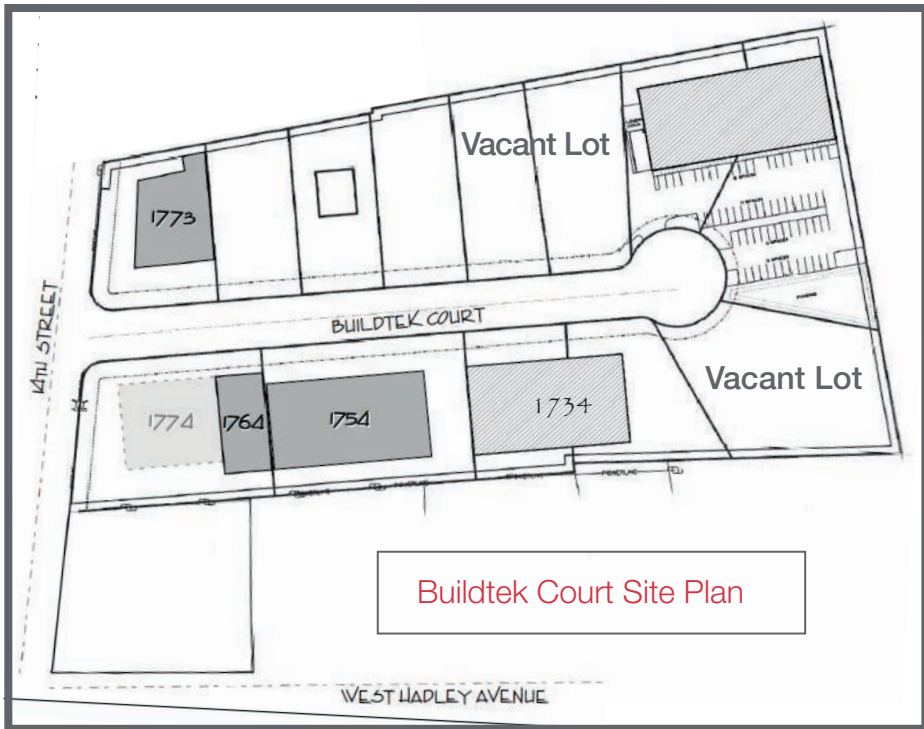 Vacant Lot
1773
BUILDTEK COURT
14TH STREET
Vacant Lot
1774
1764
1754
1734
Buildtek Court Site Plan
WEST HADLEY AVENUE